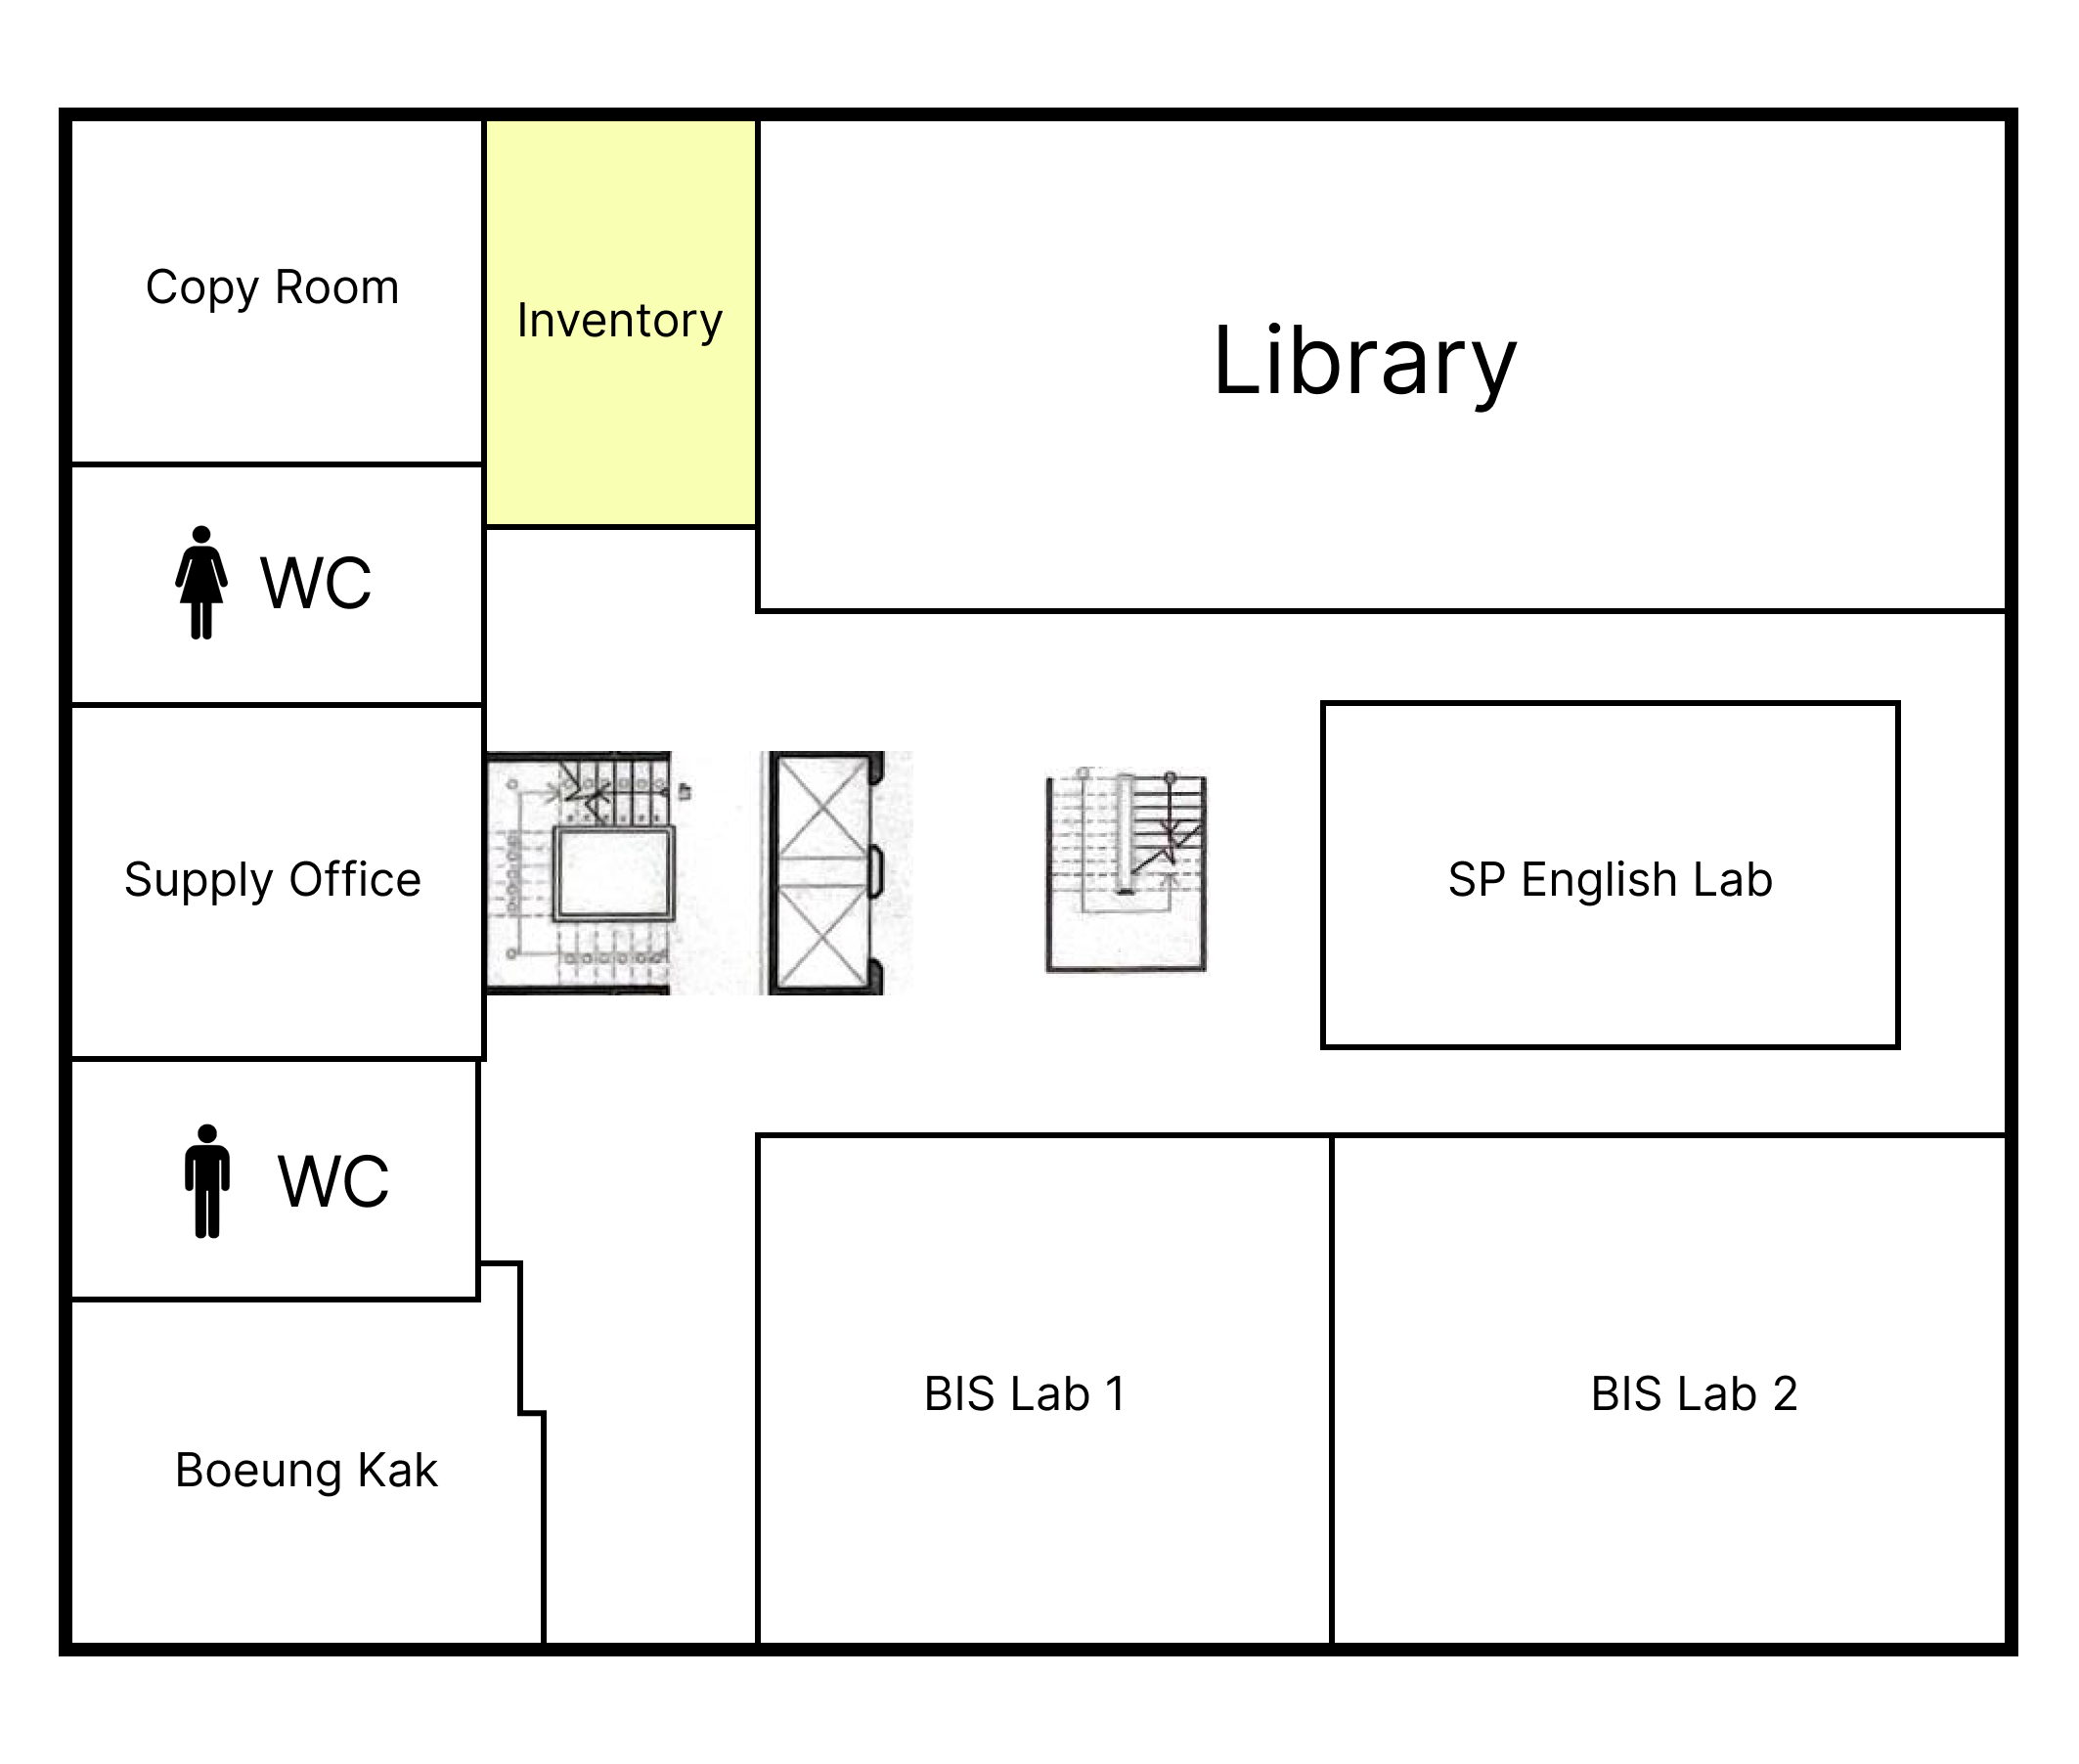 Copy Room
Inventory
Library
WC
Supply Office
SP English Lab
WC
BIS Lab 1
BIS Lab 2
Boeung Kak